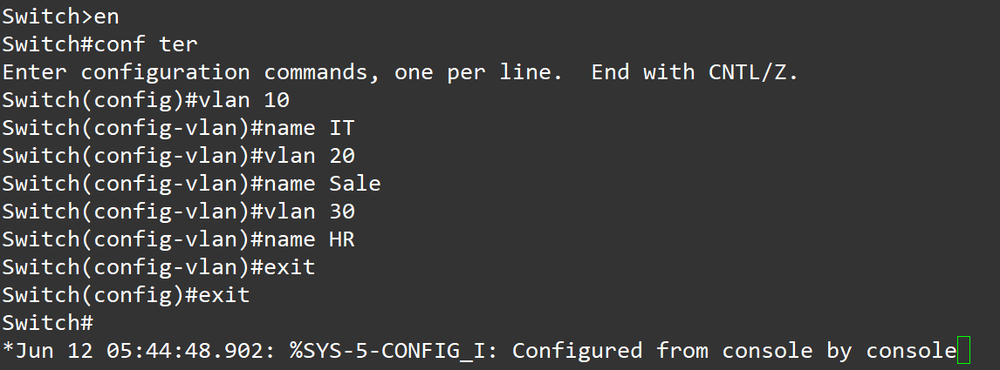 Switch>en
Switch#conf ter
Enter configuration commands, one per line.  End with CNTL/Z.
Switch(config)#vlan 10
Switch(config-vlan)#name IT
Switch(config-vlan)#vlan 20
Switch(config-vlan)#name Sale
Switch(config-vlan)#vlan 30
Switch(config-vlan)#name HR
Switch(config-vlan)#exit
Switch(config)#exit
Switch#
*Jun 12 05:44:48.902: %SYS-5-CONFIG_I: Configured from console by console